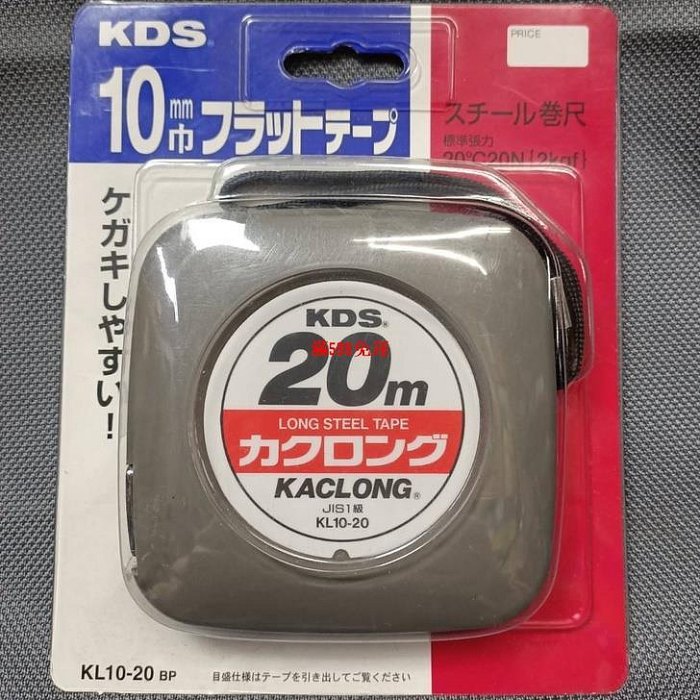 KDS®
10mm巾フラットテープ
PRICE
スチール巻尺
標準張力
20℃20N{2kgf}
ケガキしやすい!
KDS®
20m
LONG STEEL TAPE
カクロング
KACLONG®
JIS1級
KL10-20
KL10-20 BP
目盛仕様はテープを引き出してご覧ください